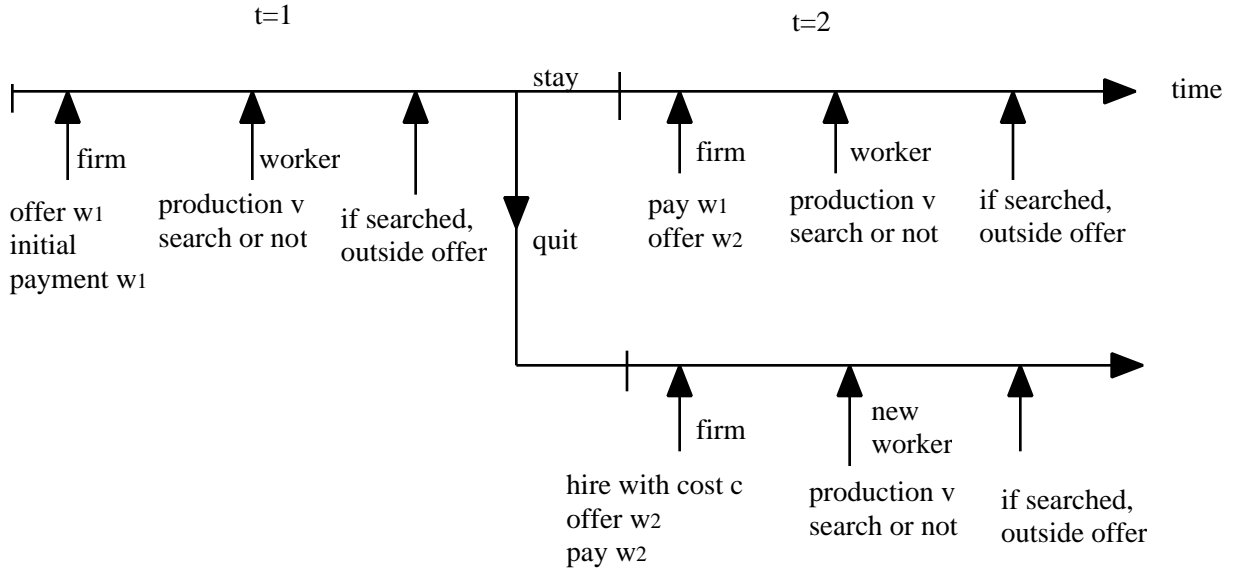 t=1
t=2
stay
time
firm
worker
offer w1
initial
payment w1
production v
search or not
if searched,
outside offer
quit
firm
worker
pay w1
offer w2
production v
search or not
if searched,
outside offer
firm
new
worker
hire with cost c
offer w2
pay w2
production v
search or not
if searched,
outside offer